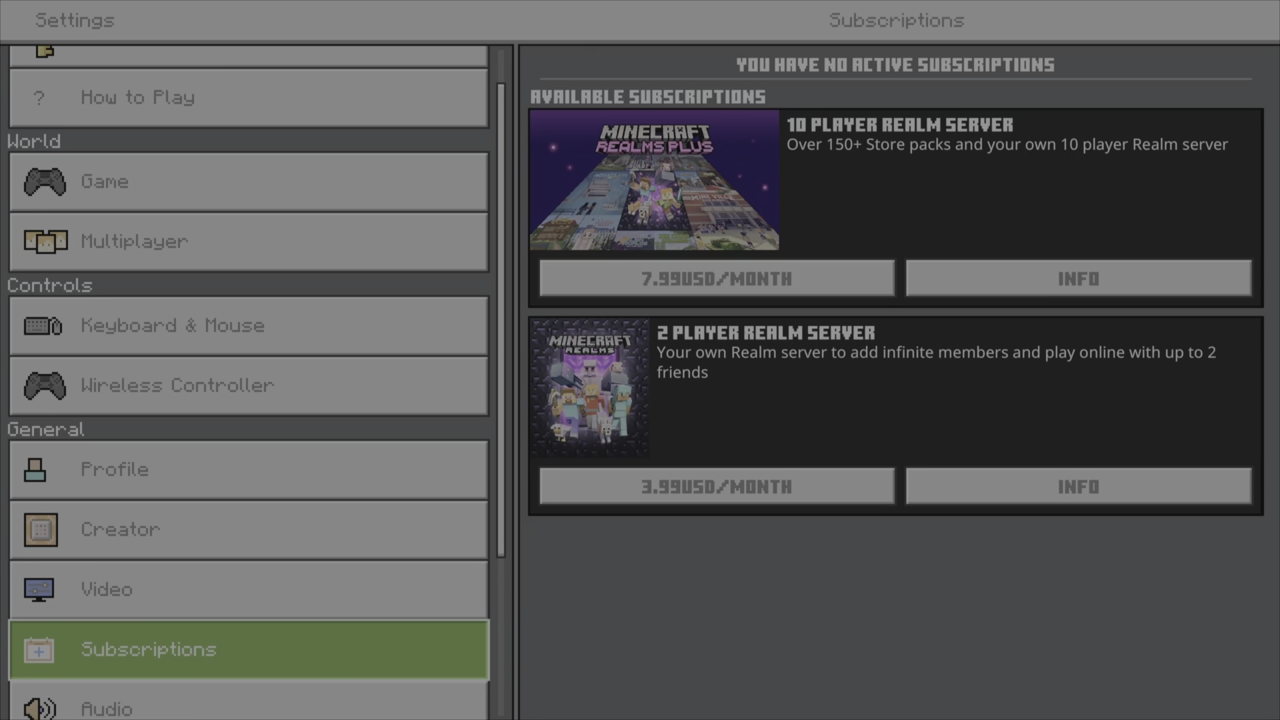 Settings
Subscriptions
? How to Play
World
Game
Multiplayer
Controls
Keyboard & Mouse
Wireless Controller
General
Profile
Creator
Video
Subscriptions
Audio
YOU HAVE NO ACTIVE SUBSCRIPTIONS
AVAILABLE SUBSCRIPTIONS
MINECRAFT
REALMS PLUS
10 PLAYER REALM SERVER
Over 150+ Store packs and your own 10 player Realm server
7.99USD/MONTH
INFO
MINECRAFT
REALMS
2 PLAYER REALM SERVER
Your own Realm server to add infinite members and play online with up to 2
friends
3.99USD/MONTH
INFO